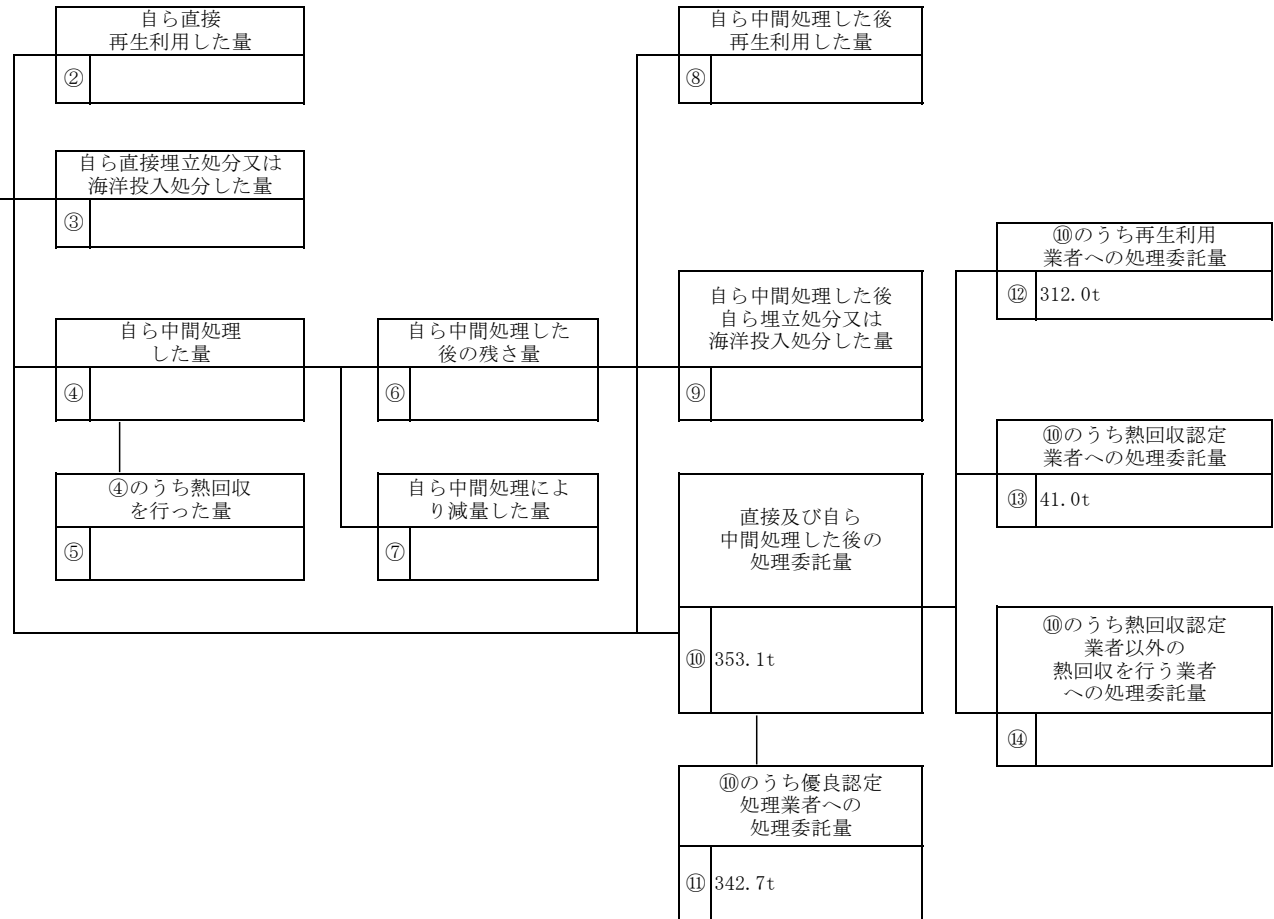 自ら直接
再生利用した量
②
自ら中間処理した後
再生利用した量
⑧
自ら直接埋立処分又は
海洋投入処分した量
③
⑩のうち再生利用
業者への処理委託量
⑫ 312.0t
自ら中間処理
した量
④
自ら中間処理した
後の残さ量
⑥
自ら中間処理した後
自ら埋立処分又は
海洋投入処分した量
⑨
⑩のうち熱回収認定
業者への処理委託量
⑬ 41.0t
④のうち熱回収
を行った量
⑤
自ら中間処理によ
り減量した量
⑦
直接及び自ら
中間処理した後の
処理委託量
⑩ 353.1t
⑩のうち熱回収認定
業者以外の
熱回収を行う業者
への処理委託量
⑭
⑩のうち優良認定
処理業者への
処理委託量
⑪ 342.7t